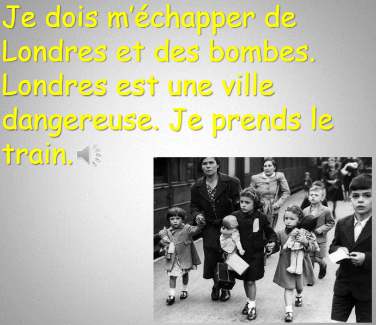 Je dois m'échapper de
Londres et des bombes.
Londres est une ville
dangereuse. Je prends le
train.